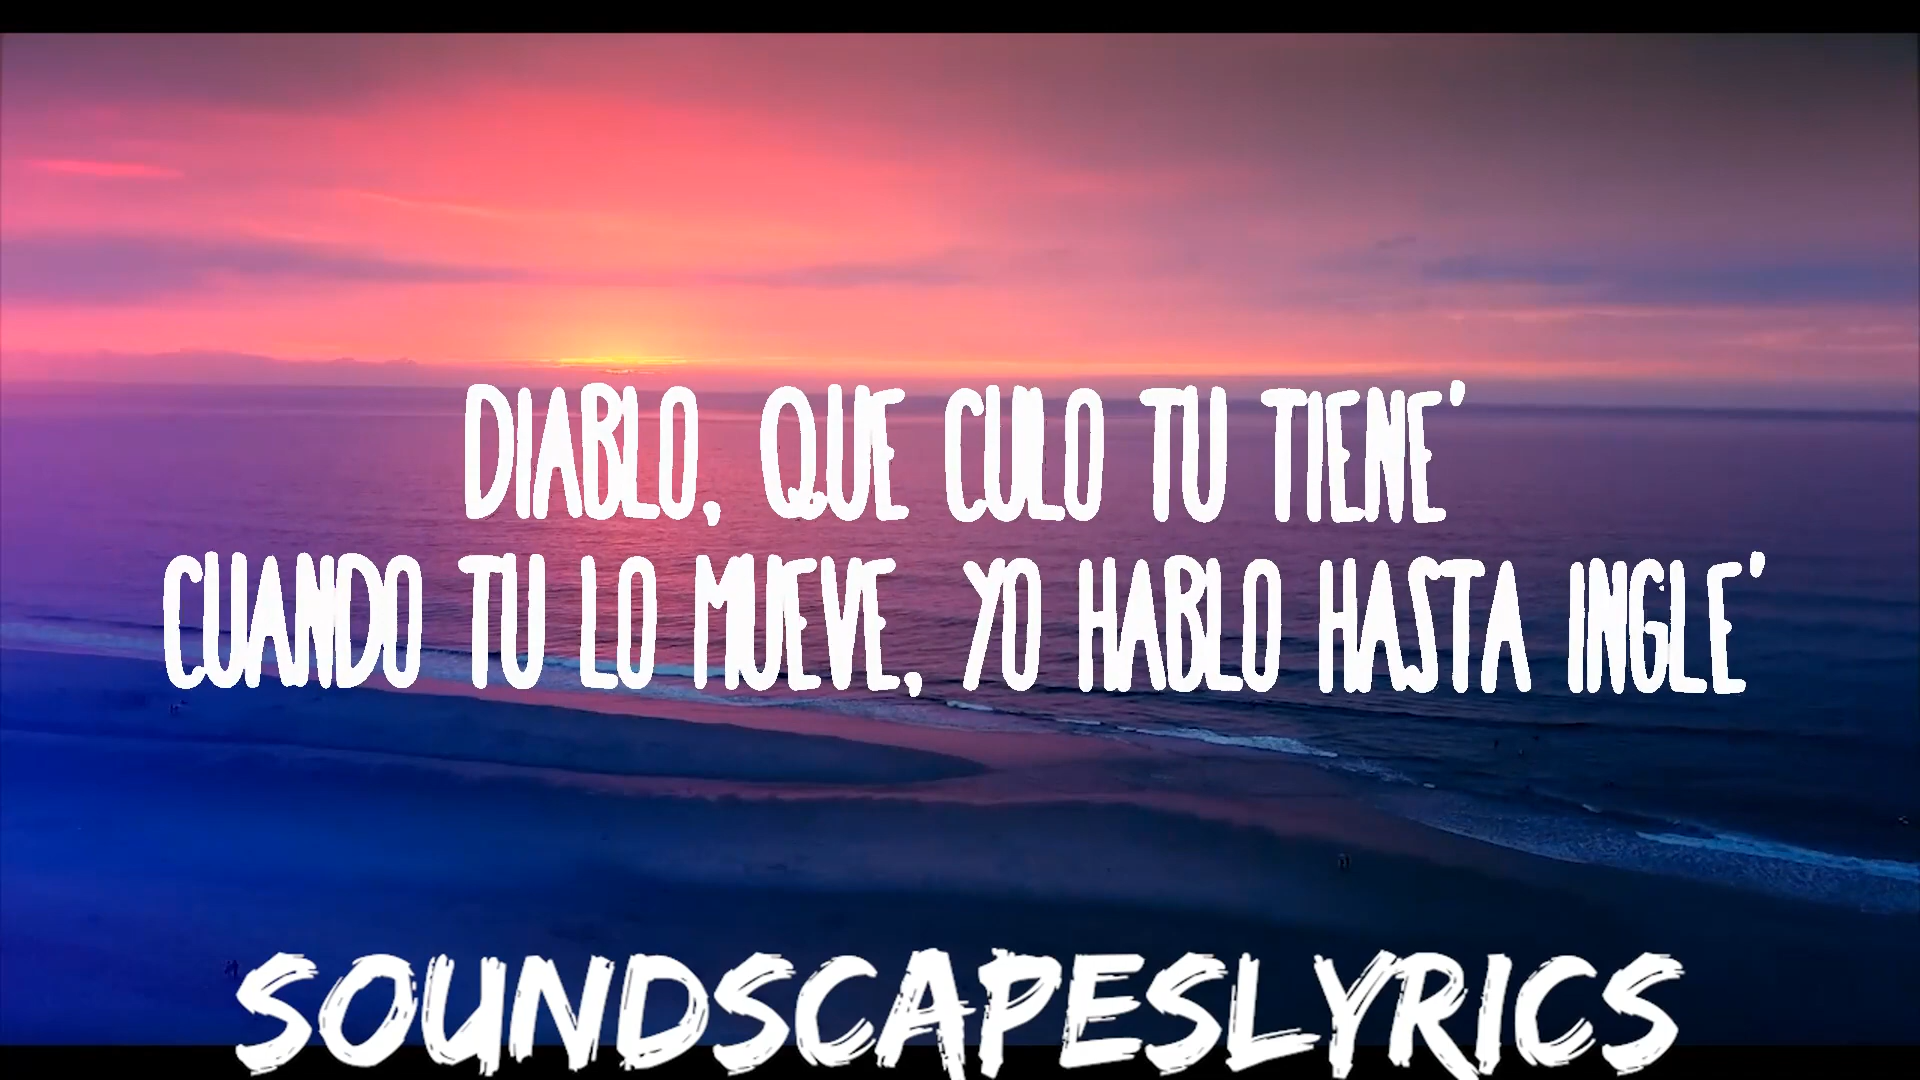 DIABLO, QUE CULO TU TIENE'
CUANDO TU LO MUEVE, YO HABLO HASTA INGLE'
SOUNDSCAPESLYRICS